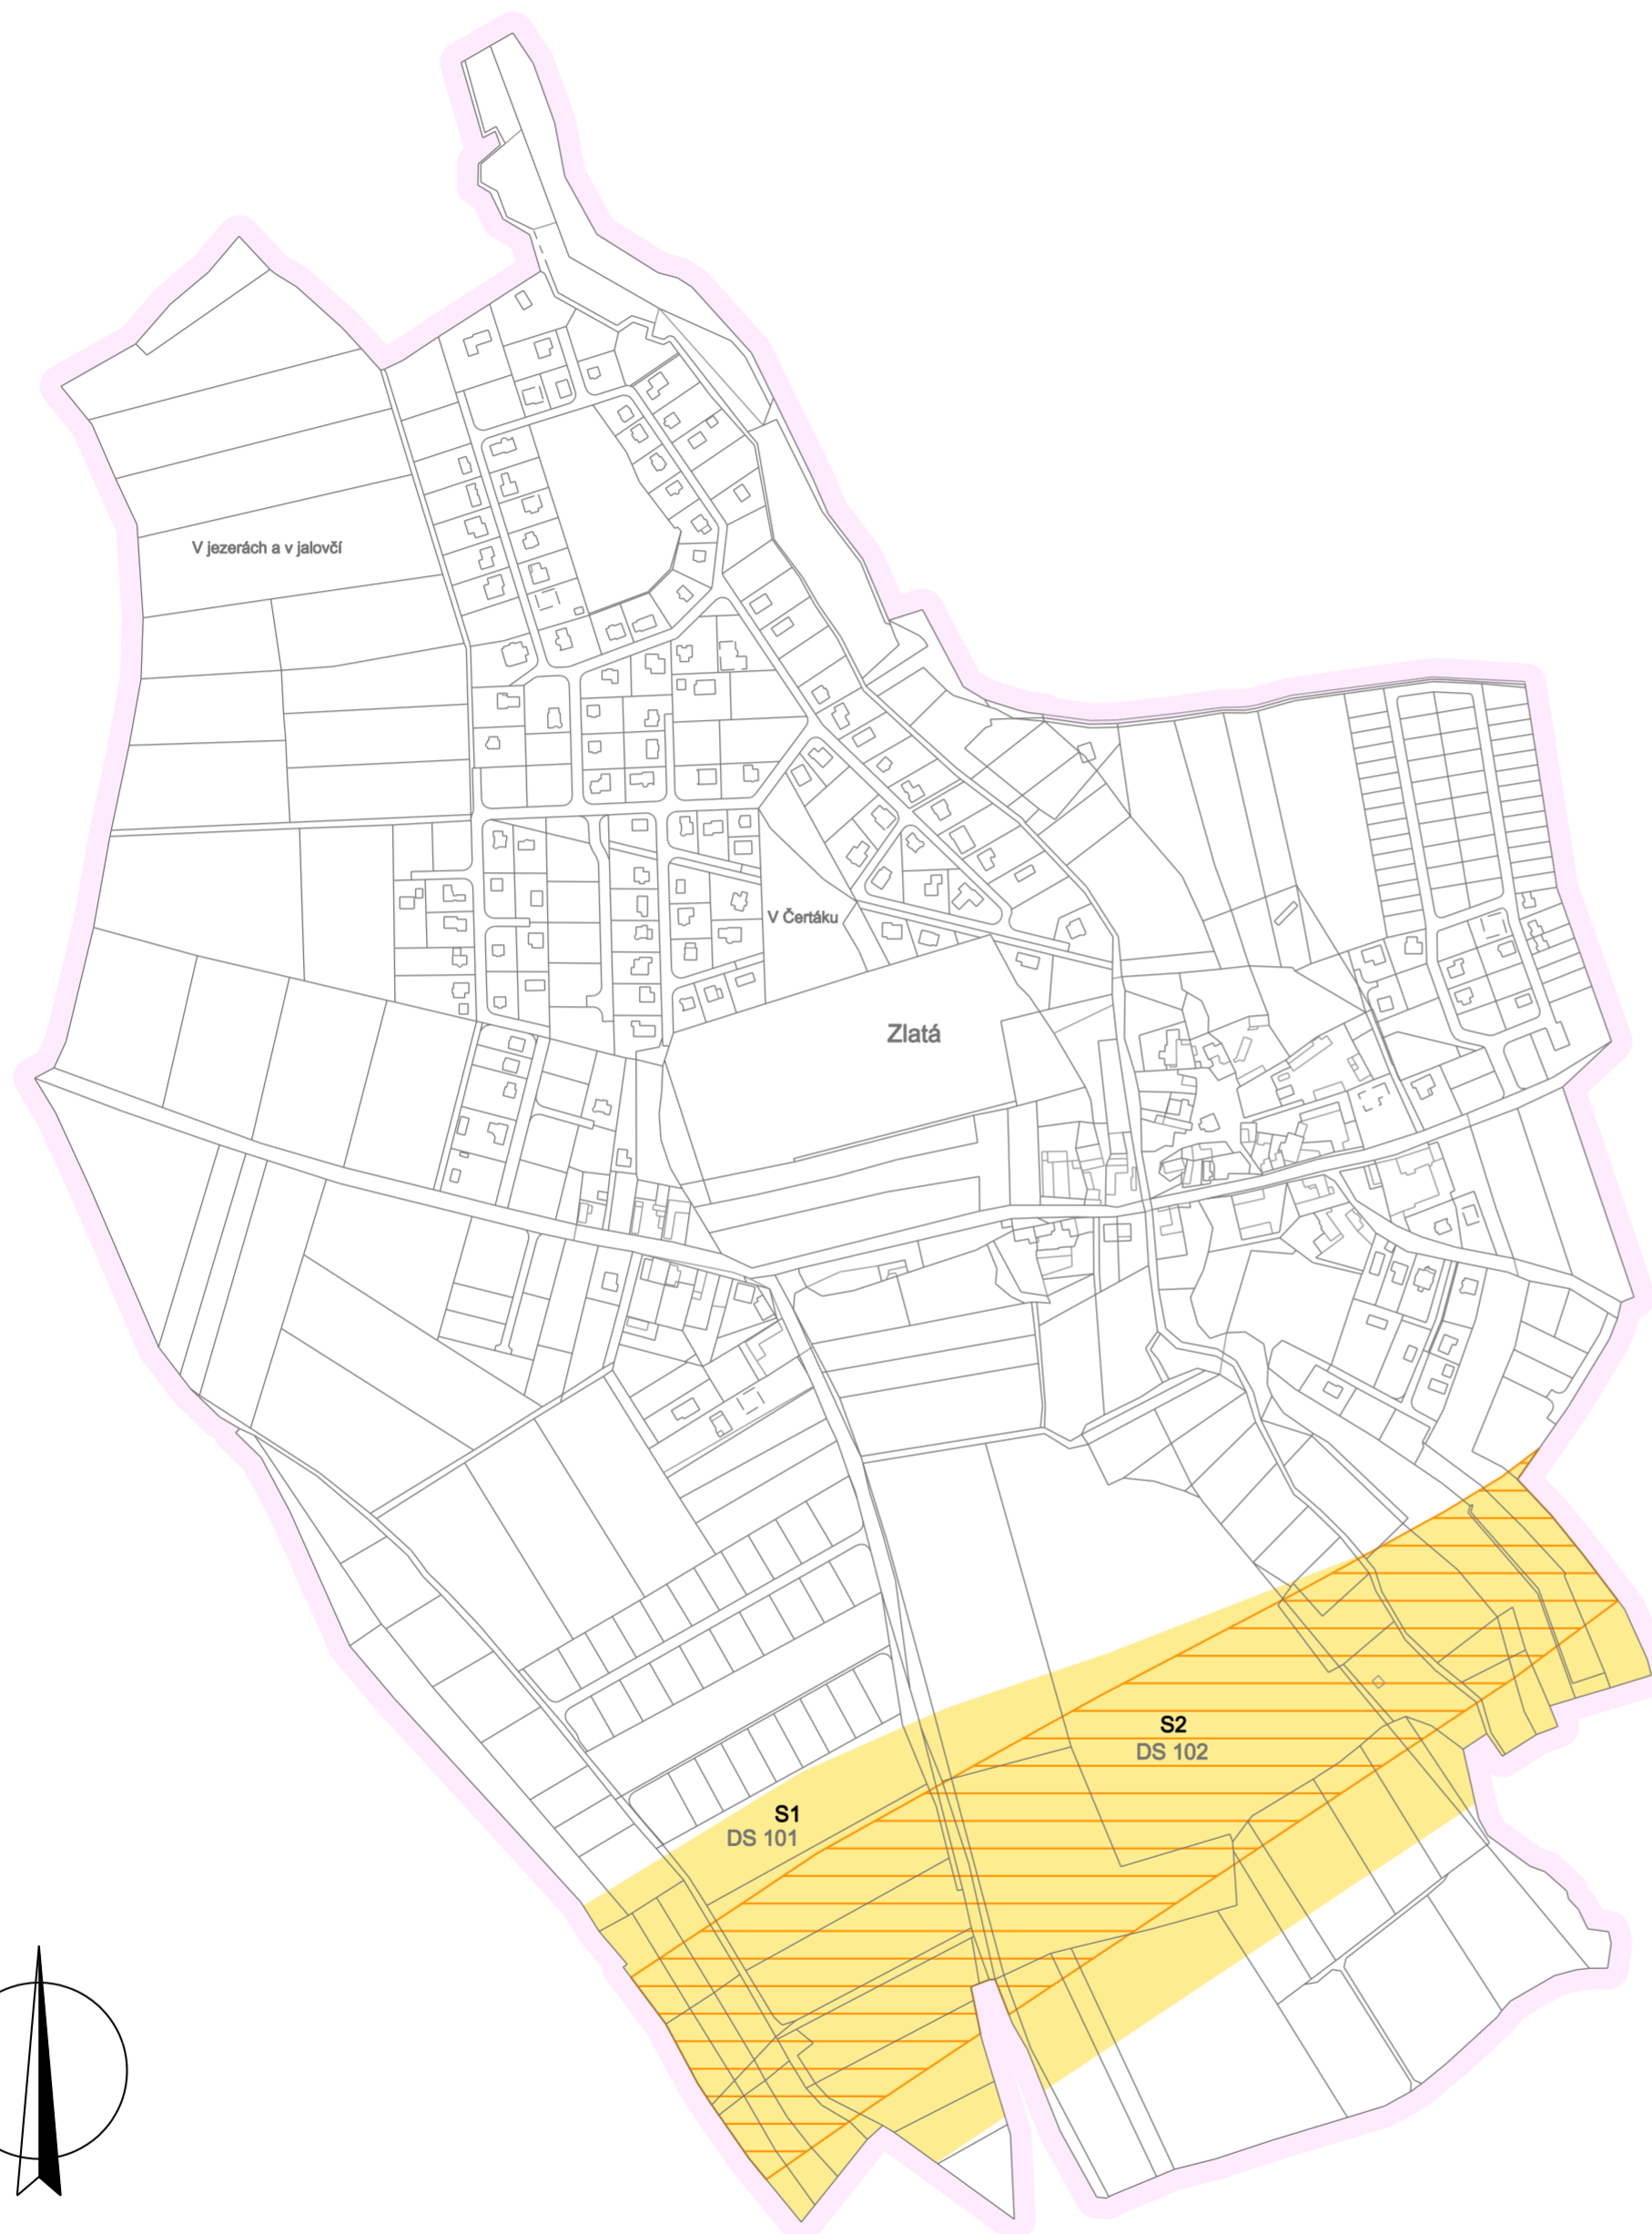 V jezerách a v jalovčí
V Čertáku
Zlatá
S2
DS 102
S1
DS 101